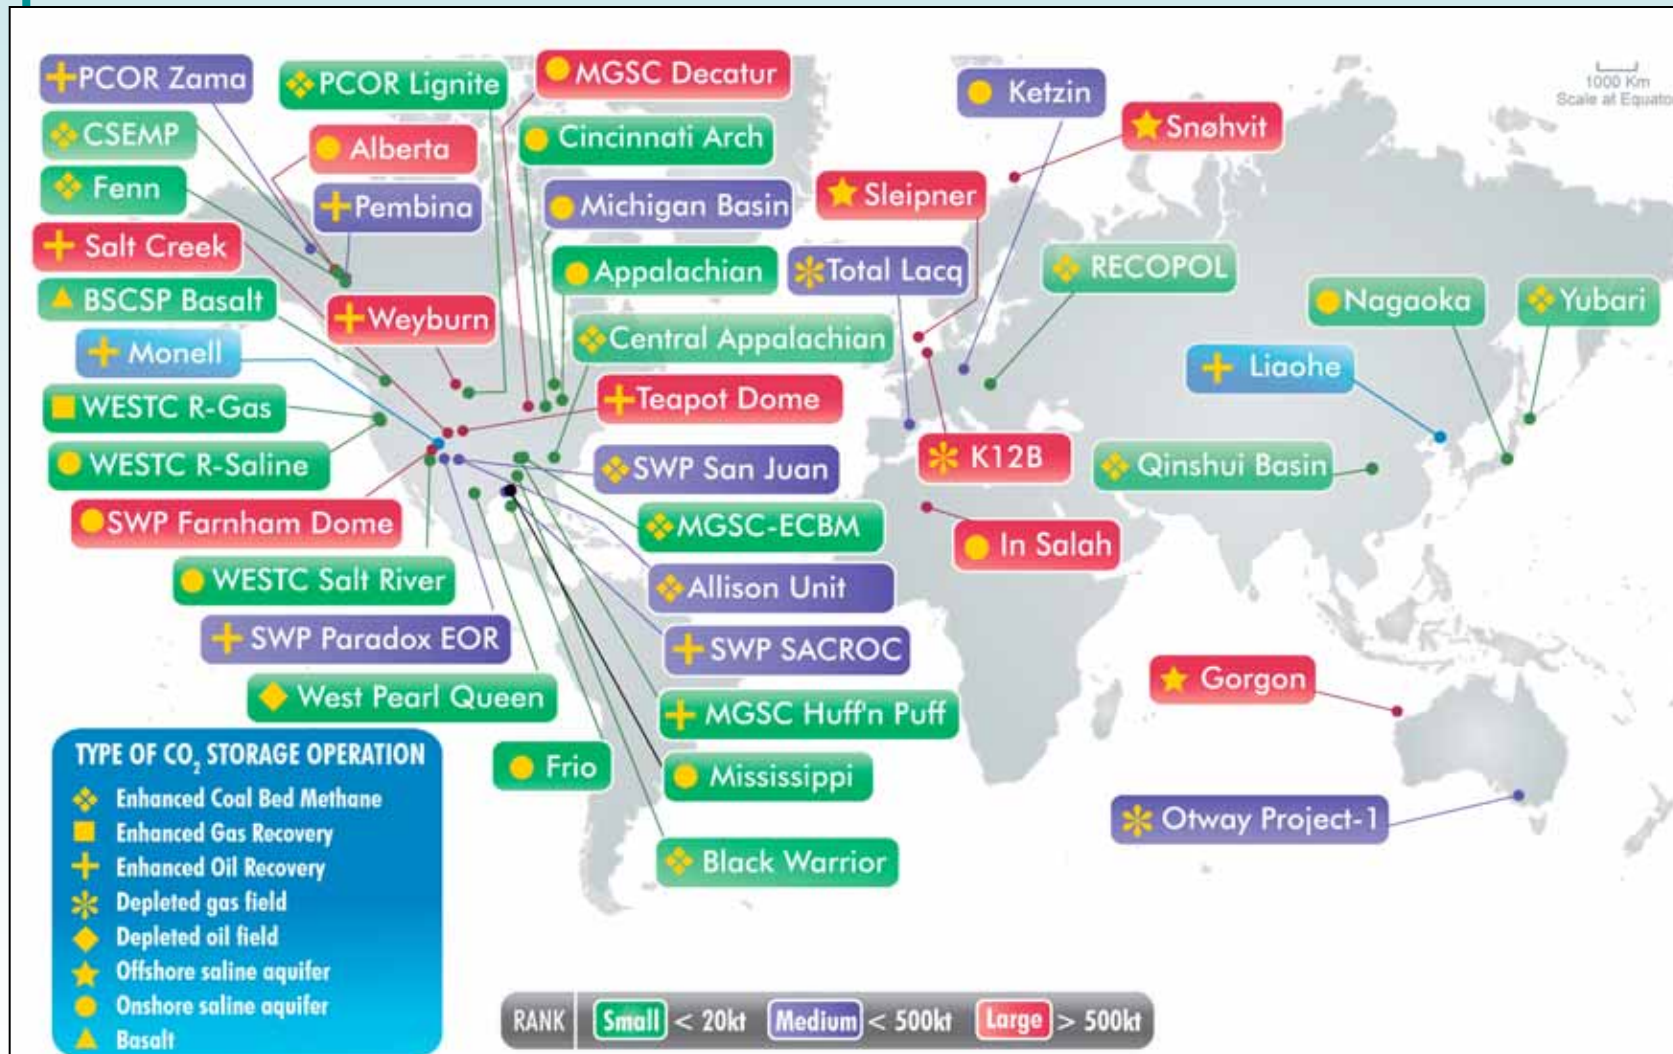 PCOR Zama
PCOR Lignite
MGSC Decatur
Ketzin
1000 Km
Scale at Equato
CSEMP
Alberta
Cincinnati Arch
Snøhvit
Fenn
Pembina
Michigan Basin
Sleipner
Salt Creek
Appalachian
Total Lacq
RECOPOL
BSCSP Basalt
Weyburn
Nagaoka
Yubari
Monell
Central Appalachian
Liaohe
WESTC R-Gas
Teapot Dome
WESTC R-Saline
SWP San Juan
K12B
Qinshui Basin
SWP Farnham Dome
MGSC-ECBM
In Salah
WESTC Salt River
Allison Unit
SWP Paradox EOR
SWP SACROC
West Pearl Queen
MGSC Huff'n Puff
Gorgon
Frio
Mississippi
Otway Project-1
Black Warrior
TYPE OF CO2 STORAGE OPERATION
Enhanced Coal Bed Methane
Enhanced Gas Recovery
Enhanced Oil Recovery
Depleted gas field
Depleted oil field
Offshore saline aquifer
Onshore saline aquifer
Basalt
RANK Small < 20kt Medium < 500kt Large > 500kt